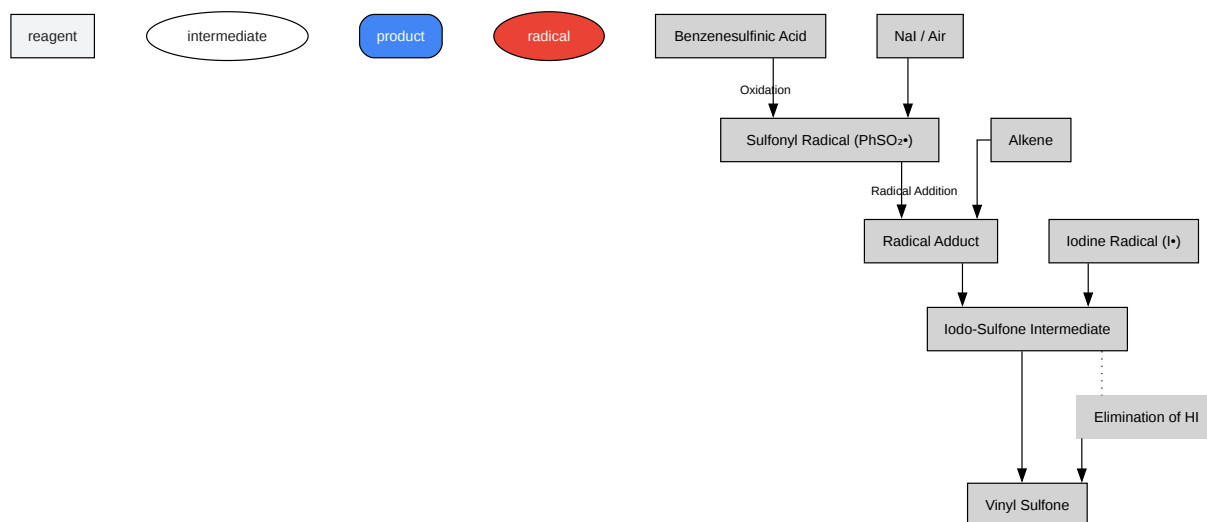 reagent
intermediate
product
radical
Benzenesulfinic Acid
NaI / Air
Oxidation
Sulfonyl Radical (PhSO₂•)
Alkene
Radical Addition
Radical Adduct
Iodine Radical (I•)
Iodo-Sulfone Intermediate
Elimination of HI
Vinyl Sulfone